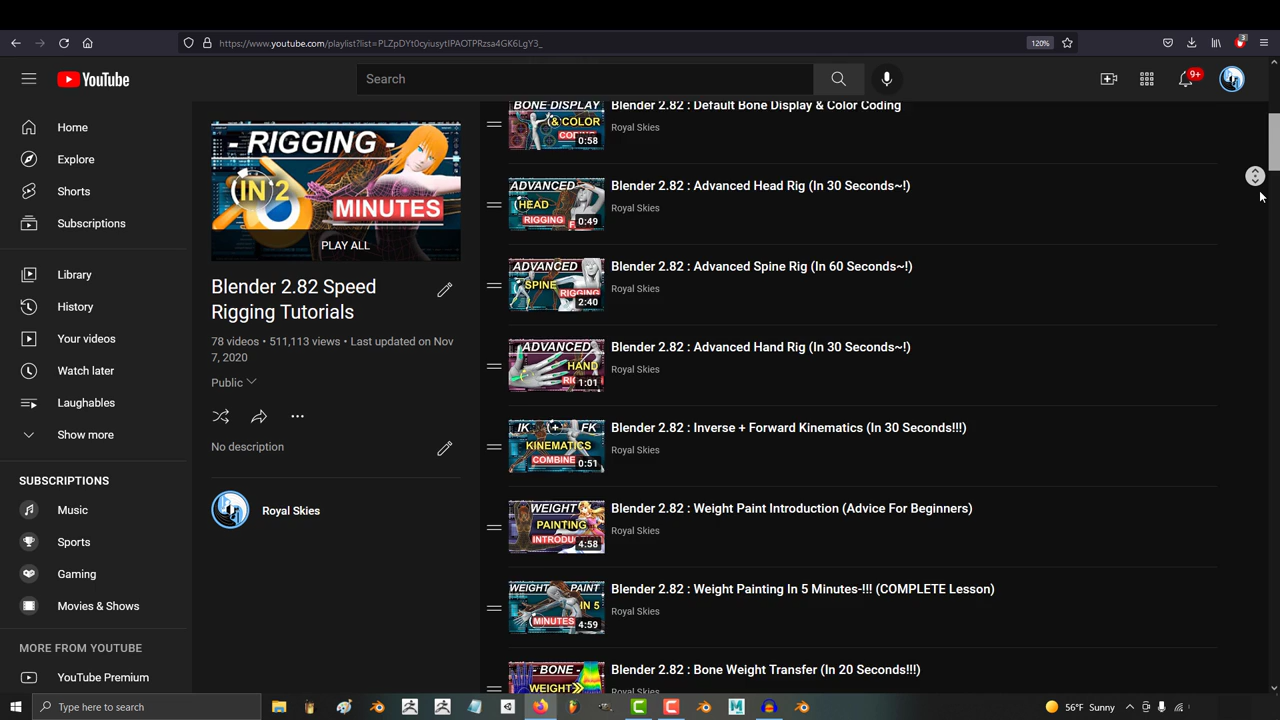 https://www.youtube.com/playlist?list=PLZpDYt0cyiusytIPAOTPRzsa4GK6LgY3_
120%
3
YouTube
Search
9+
Home
Explore
Shorts
Subscriptions
Library
History
Your videos
Watch later
Laughables
Show more
SUBSCRIPTIONS
Music
Sports
Gaming
Movies & Shows
MORE FROM YOUTUBE
YouTube Premium
- RIGGING -
IN 2
MINUTES
PLAY ALL
Blender 2.82 Speed
Rigging Tutorials
78 videos • 511,113 views • Last updated on Nov
7, 2020
Public
No description
Royal Skies
BONE DISPLAY
& COLOR
0:58
Blender 2.82 : Default Bone Display & Color Coding
Royal Skies
ADVANCED
HEAD
RIGGING
0:49
Blender 2.82 : Advanced Head Rig (In 30 Seconds~!)
Royal Skies
ADVANCED
SPINE
RIGGING
2:40
Blender 2.82 : Advanced Spine Rig (In 60 Seconds~!)
Royal Skies
ADVANCED
HAND
1:01
Blender 2.82 : Advanced Hand Rig (In 30 Seconds~!)
Royal Skies
IK (+) FK
KINEMATICS
COMBINE
0:51
Blender 2.82 : Inverse + Forward Kinematics (In 30 Seconds!!!)
Royal Skies
WEIGHT
PAINTING
INTRODU
4:58
Blender 2.82 : Weight Paint Introduction (Advice For Beginners)
Royal Skies
WEIGHT PAINT
IN 5
MINUTES
4:59
Blender 2.82 : Weight Painting In 5 Minutes-!!! (COMPLETE Lesson)
Royal Skies
- BONE -
WEIGHT
Blender 2.82 : Bone Weight Transfer (In 20 Seconds!!!)
Royal Skies
Type here to search
56°F Sunny